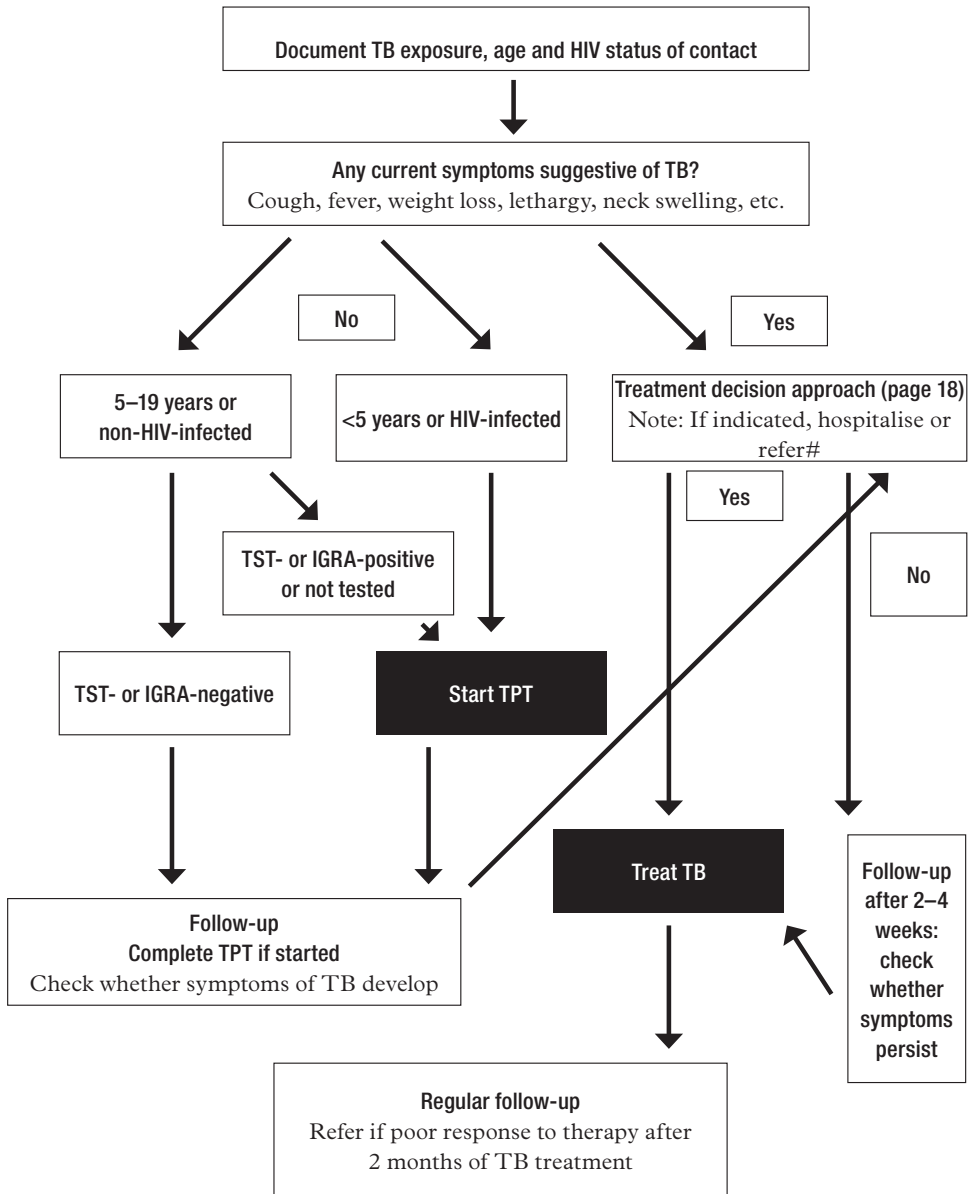 Document TB exposure, age and HIV status of contact
Any current symptoms suggestive of TB?
Cough, fever, weight loss, lethargy, neck swelling, etc.
No
Yes
5–19 years or
non-HIV-infected
<5 years or HIV-infected
Treatment decision approach (page 18)
Note: If indicated, hospitalise or
refer#
Yes
No
TST- or IGRA-positive
or not tested
TST- or IGRA-negative
Start TPT
Treat TB
Follow-up
after 2–4
weeks:
check
whether
symptoms
persist
Follow-up
Complete TPT if started
Check whether symptoms of TB develop
Regular follow-up
Refer if poor response to therapy after
2 months of TB treatment